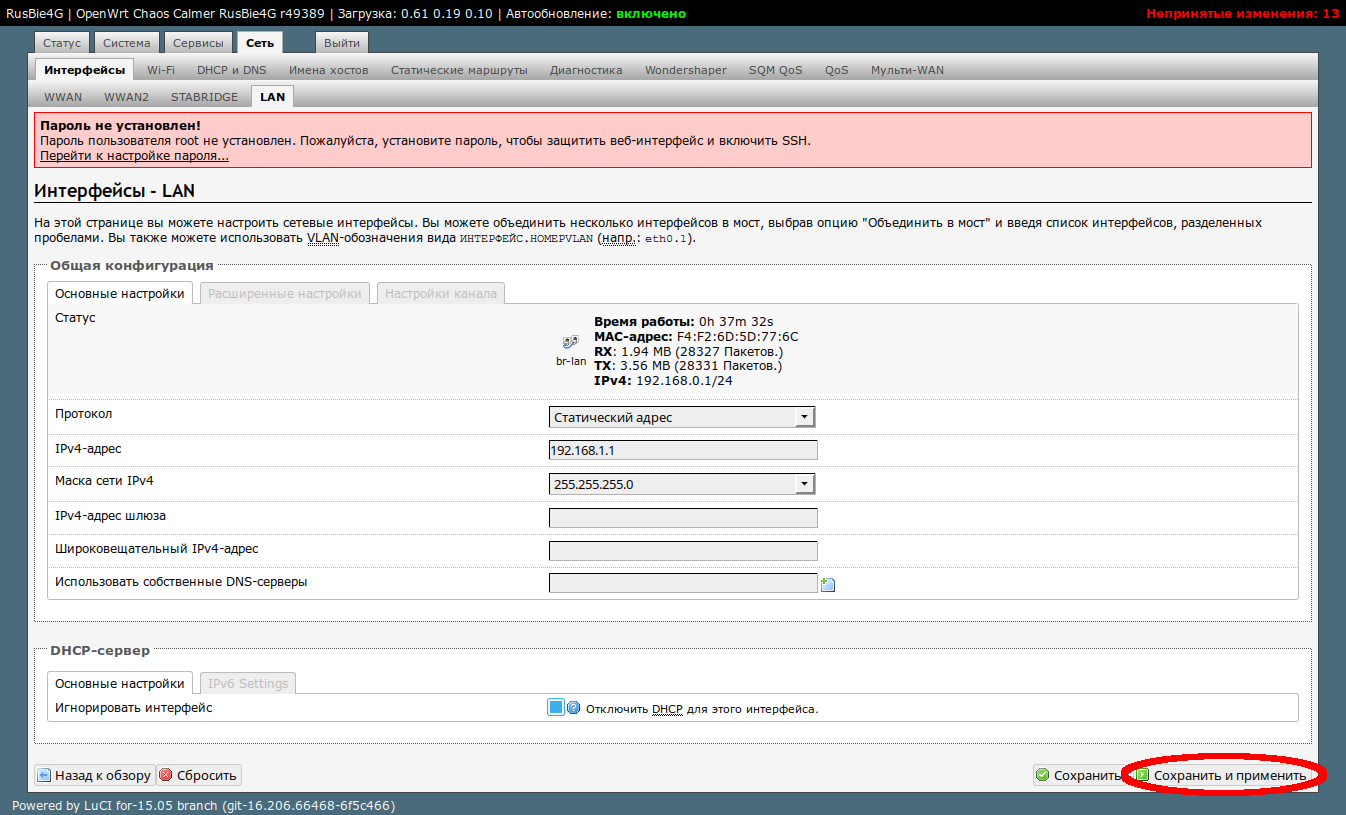 RusBie4G | OpenWrt Chaos Calmer RusBie4G r49389 | Загрузка: 0.61 0.19 0.10 | Автообновление: включено
Непринятые изменения: 13
Статус Система Сервисы Сеть Выйти
Интерфейсы Wi-Fi DHCP и DNS Имена хостов Статические маршруты Диагностика Wondershaper SQM QoS QoS Мульти-WAN
WWAN WWAN2 STABRIDGE LAN
Пароль не установлен!
Пароль пользователя root не установлен. Пожалуйста, установите пароль, чтобы защитить веб-интерфейс и включить SSH.
Перейти к настройке пароля...
Интерфейсы - LAN
На этой странице вы можете настроить сетевые интерфейсы. Вы можете объединить несколько интерфейсов в мост, выбрав опцию "Объединить в мост" и введя список интерфейсов, разделенных
пробелами. Вы также можете использовать VLAN-обозначения вида ИНТЕРФЕЙС.НОМЕРVLAN (напр.: eth0.1).
Общая конфигурация
Основные настройки Расширенные настройки Настройки канала
Статус
br-lan
Время работы: 0h 37m 32s
MAC-адрес: F4:F2:6D:5D:77:6C
RX: 1.94 MB (28327 Пакетов.)
TX: 3.56 MB (28331 Пакетов.)
IPv4: 192.168.0.1/24
Протокол Статический адрес
IPv4-адрес 192.168.1.1
Маска сети IPv4 255.255.255.0
IPv4-адрес шлюза
Широковещательный IPv4-адрес
Использовать собственные DNS-серверы
DHCP-сервер
Основные настройки IPv6 Settings
Игнорировать интерфейс Отключить DHCP для этого интерфейса.
Назад к обзору Сбросить Сохранить Сохранить и применить
Powered by LuCI for-15.05 branch (git-16.206.66468-6f5c466)